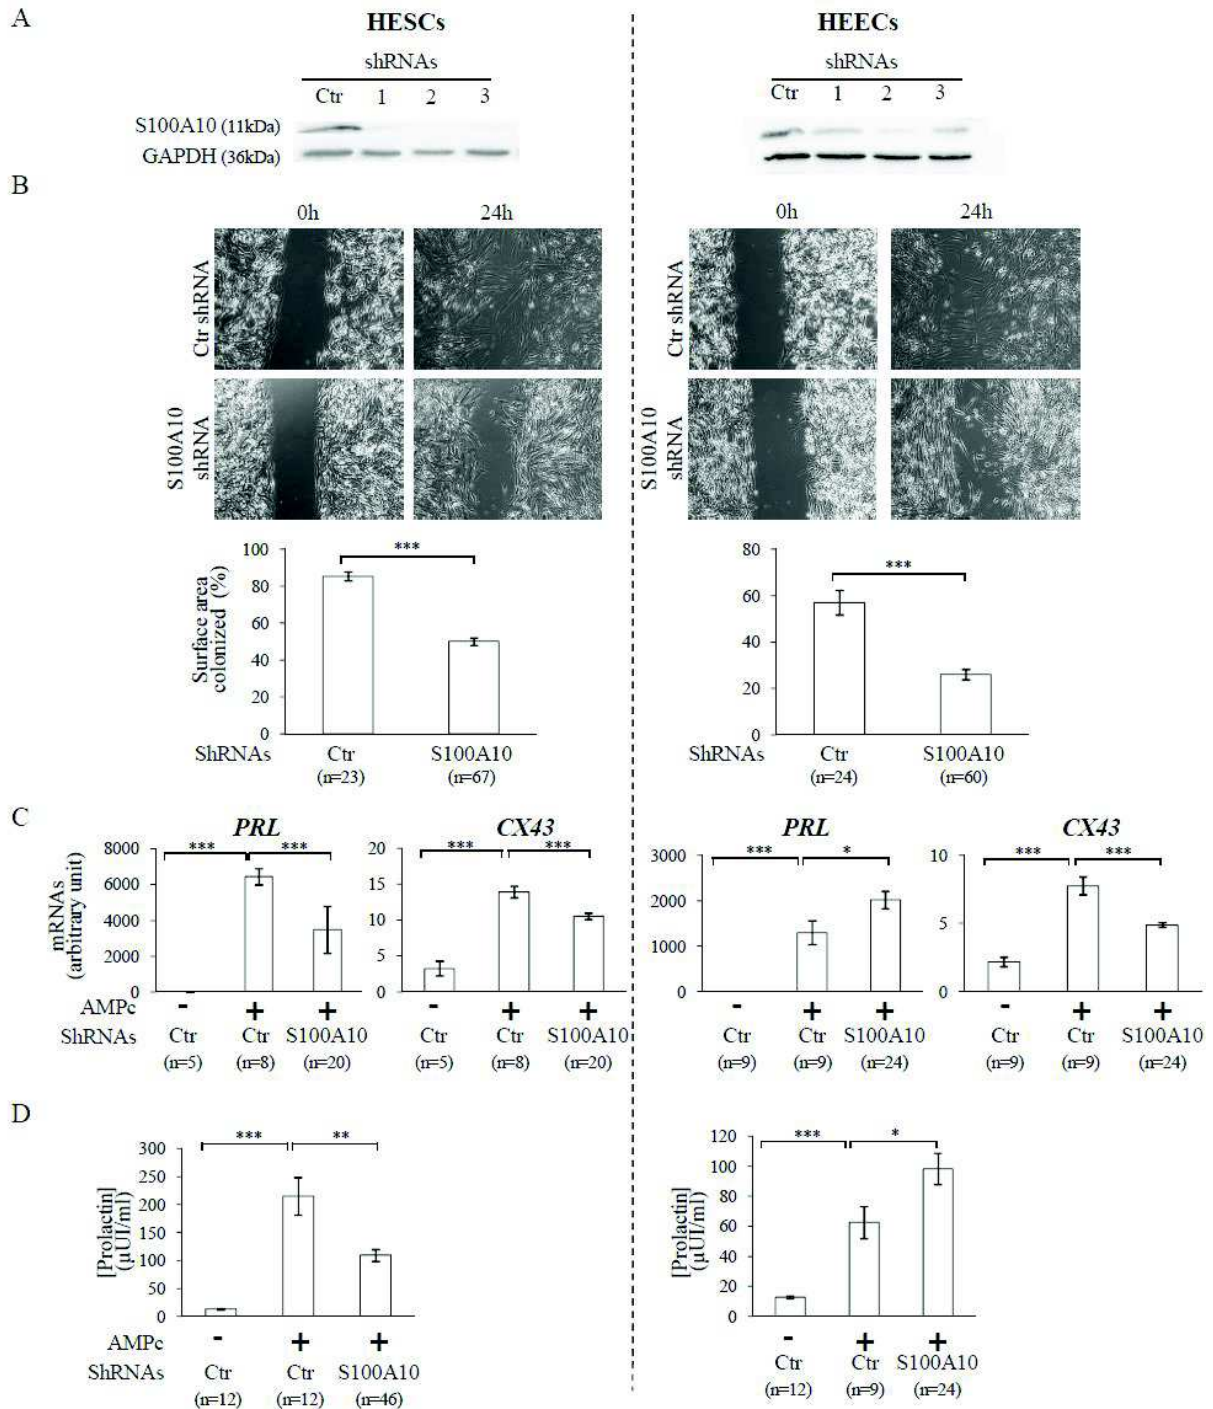 A
HESCs
HEECs
shRNAs
shRNAs
Ctr 1 2 3
Ctr 1 2 3
S100A10 (11kDa)
GAPDH (36kDa)
B
0h 24h
0h 24h
Ctr shRNA
Ctr shRNA
S100A10
shRNA
S100A10
shRNA
Surface area
colonized (%)
100
80
60
40
20
0
***
80
60
40
20
0
***
ShRNAs Ctr S100A10
(n=23) (n=67)
ShRNAs Ctr S100A10
(n=24) (n=60)
C
PRL
CX43
PRL
CX43
mRNAs
(arbitrary unit)
8000
6000
4000
2000
0
*** ***
20
15
10
5
0
*** ***
3000
2000
1000
0
*** *
10
5
0
*** ***
AMPc - + + - + + - + + - + +
ShRNAs Ctr Ctr S100A10 Ctr Ctr S100A10 Ctr Ctr S100A10 Ctr Ctr S100A10
(n=5) (n=8) (n=20) (n=5) (n=8) (n=20) (n=9) (n=9) (n=24) (n=9) (n=9) (n=24)
D
[Prolactin]
(µUI/ml)
300
250
200
150
100
50
0
*** **
[Prolactin]
(µUI/ml)
120
100
80
60
40
20
0
*** *
AMPc - + + - + +
ShRNAs Ctr Ctr S100A10 Ctr Ctr S100A10
(n=12) (n=12) (n=46) (n=12) (n=9) (n=24)